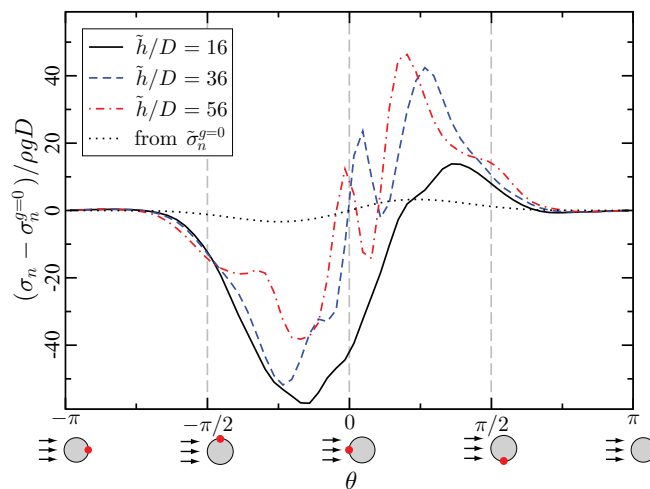 h̃/D = 16
h̃/D = 36
h̃/D = 56
from σ̃ₙ^{g=0}
(σₙ − σₙ^{g=0})/ρgD
40
20
0
-20
-40
−π
−π/2
0
π/2
π
θ